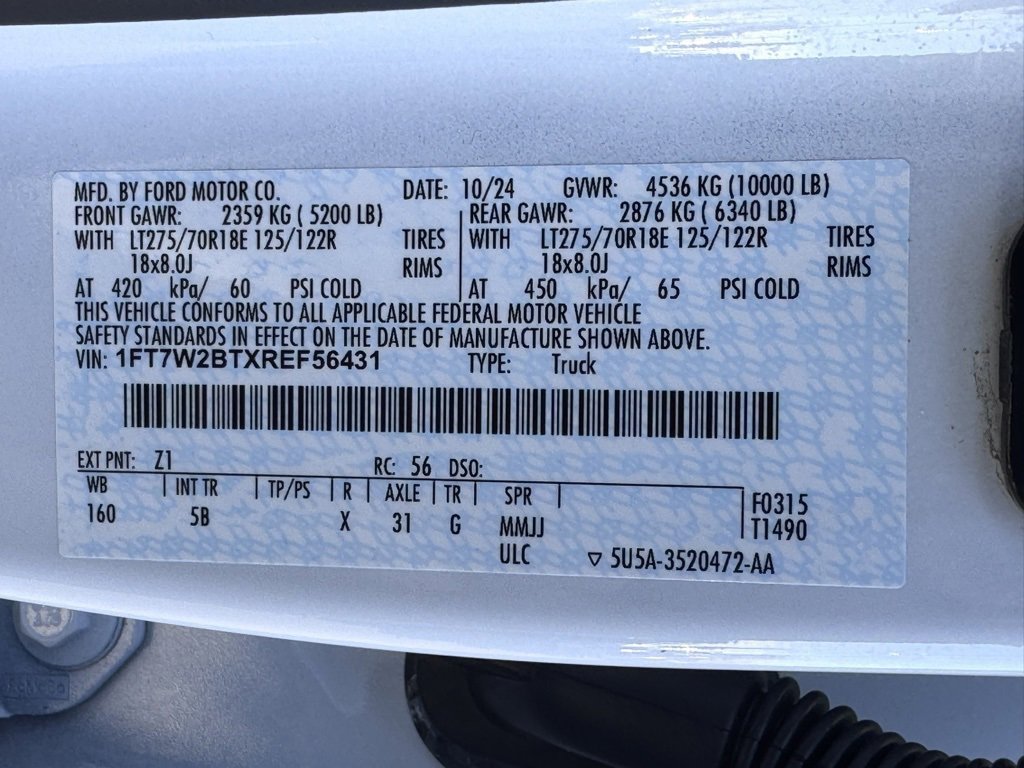 MFD. BY FORD MOTOR CO. DATE: 10/24 GVWR: 4536 KG (10000 LB)
FRONT GAWR: 2359 KG ( 5200 LB) REAR GAWR: 2876 KG ( 6340 LB)
WITH LT275/70R18E 125/122R TIRES WITH LT275/70R18E 125/122R TIRES
18x8.0J RIMS 18x8.0J RIMS
AT 420 kPa/ 60 PSI COLD AT 450 kPa/ 65 PSI COLD
THIS VEHICLE CONFORMS TO ALL APPLICABLE FEDERAL MOTOR VEHICLE
SAFETY STANDARDS IN EFFECT ON THE DATE OF MANUFACTURE SHOWN ABOVE.
VIN: 1FT7W2BTXREF56431 TYPE: Truck
EXT PNT: Z1 RC: 56 DSO:
WB INT TR TP/PS R AXLE TR SPR F0315
160 5B X 31 G MMJJ T1490
ULC ▽ 5U5A-3520472-AA